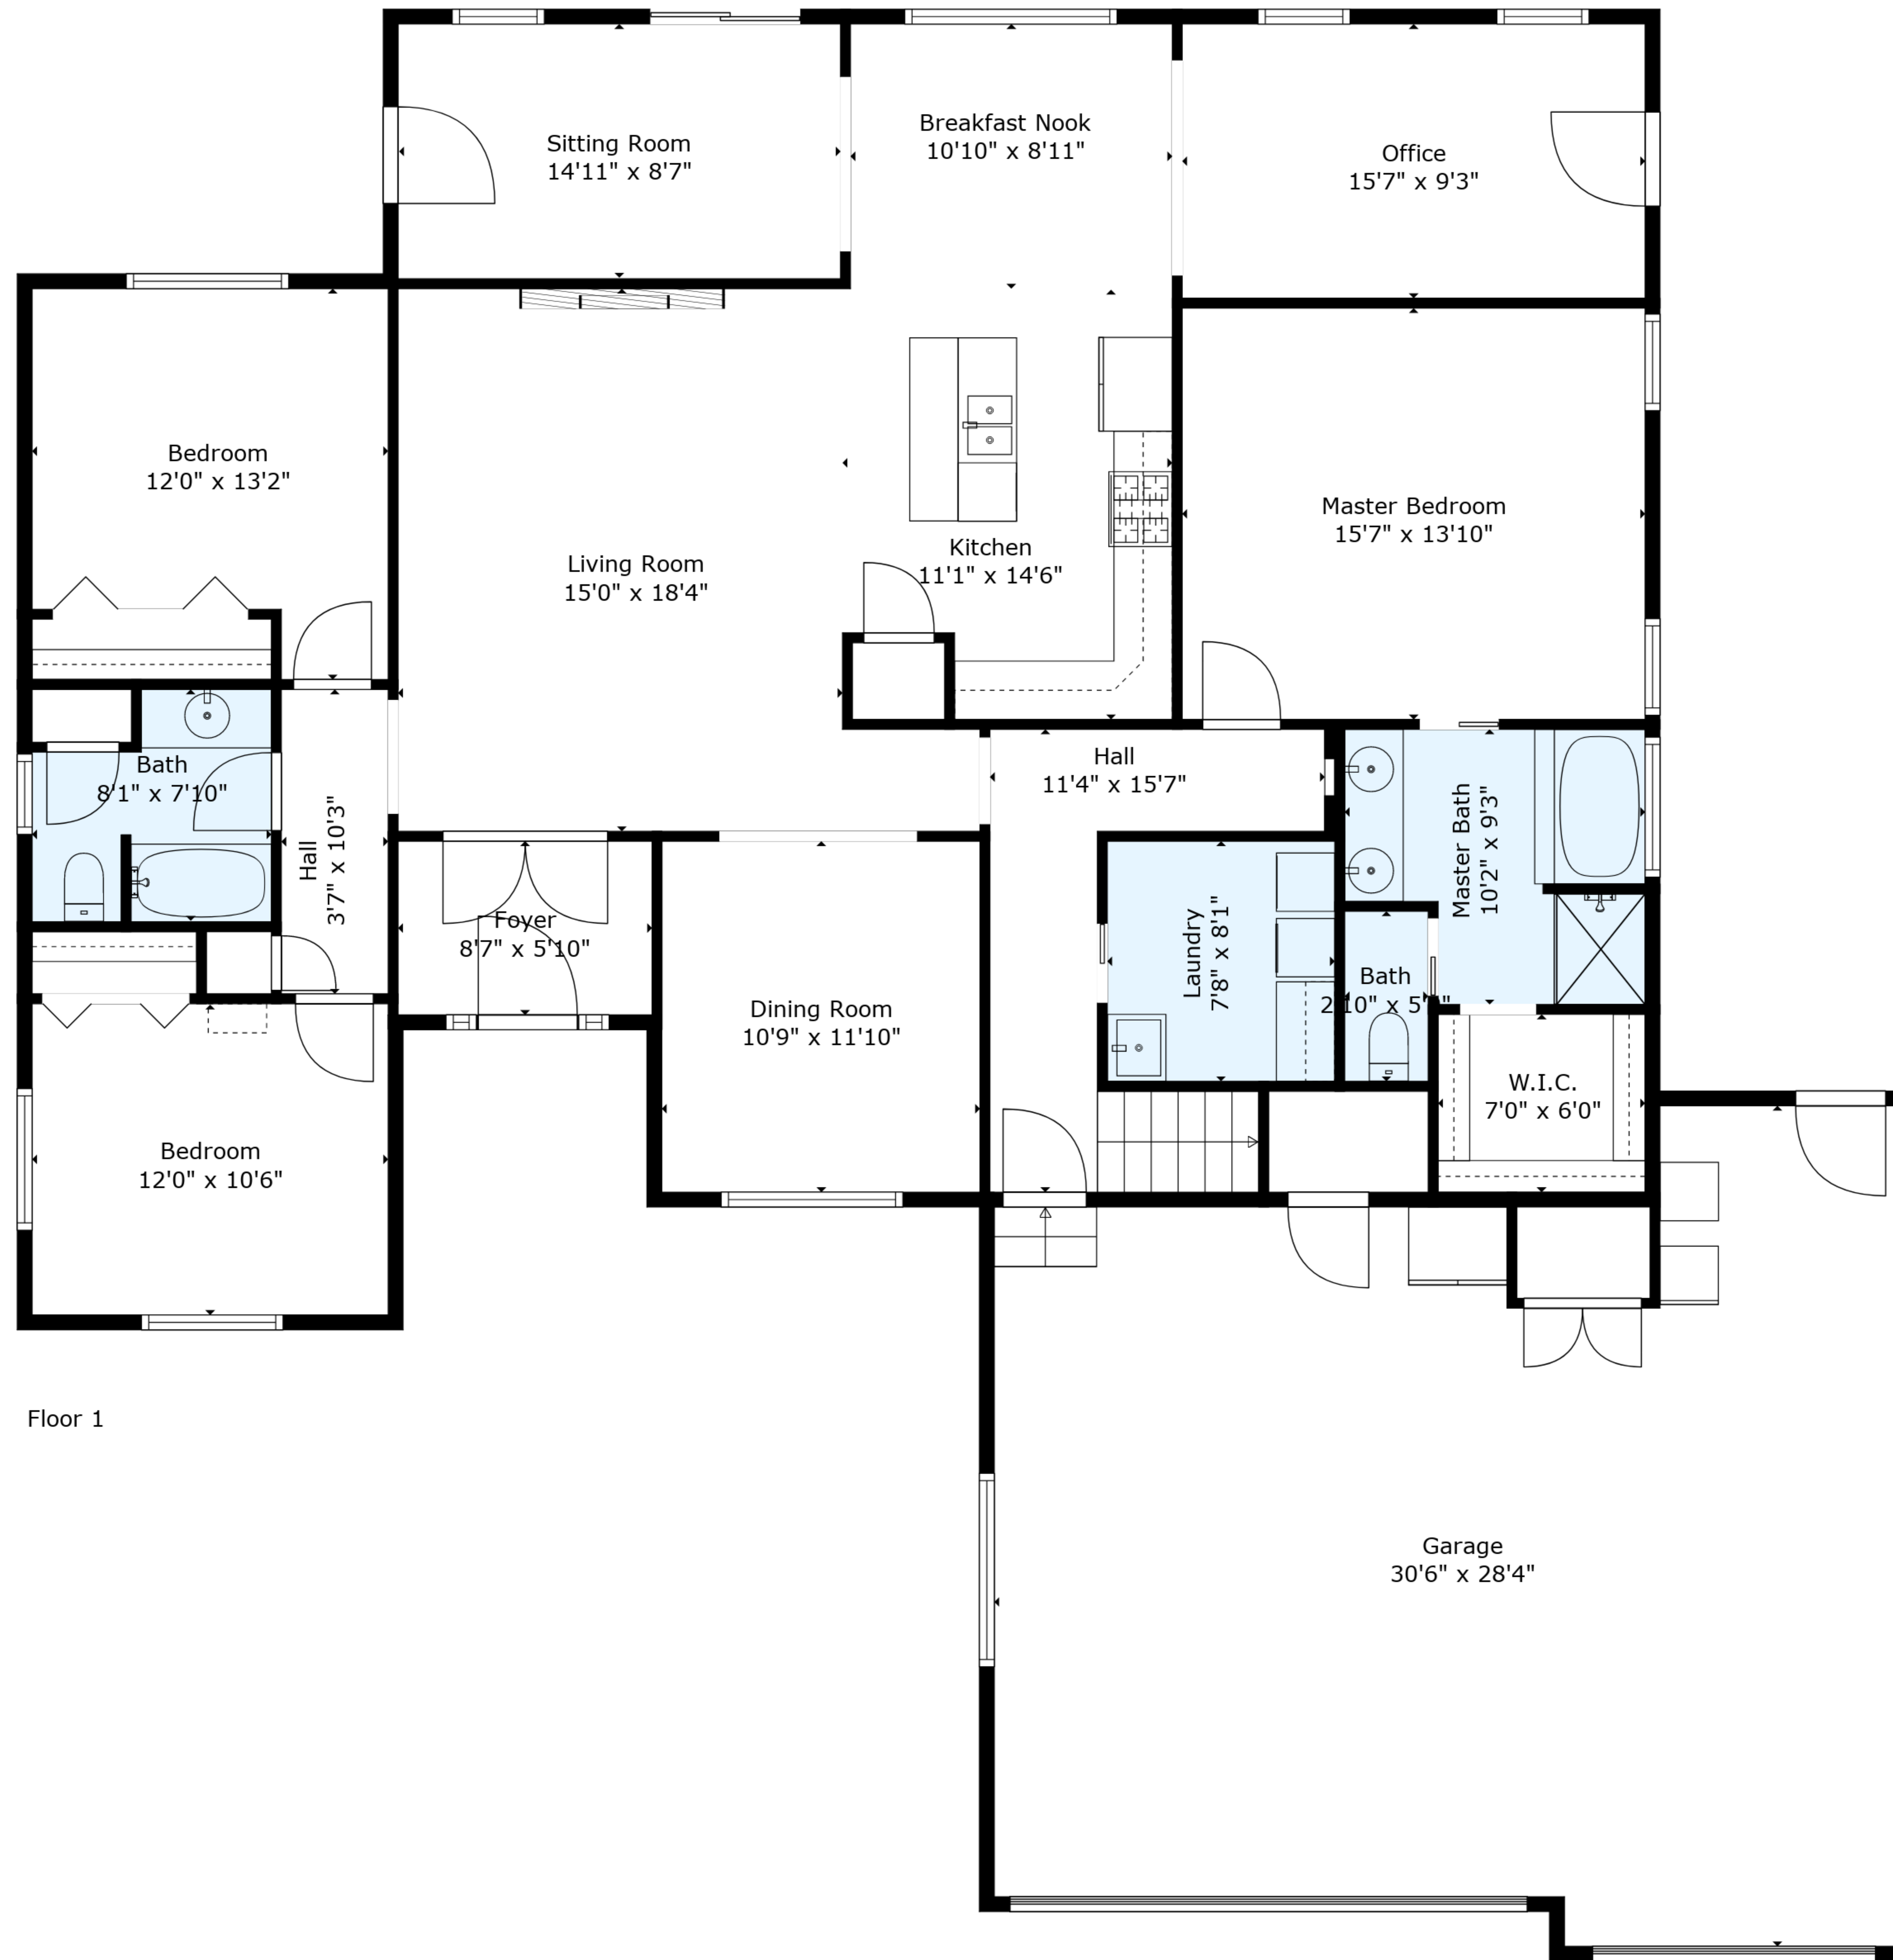 Sitting Room
14'11" x 8'7"
Breakfast Nook
10'10" x 8'11"
Office
15'7" x 9'3"
Bedroom
12'0" x 13'2"
Living Room
15'0" x 18'4"
Kitchen
11'1" x 14'6"
Master Bedroom
15'7" x 13'10"
Bath
8'1" x 7'10"
Hall
3'7" x 10'3"
Hall
11'4" x 15'7"
Master Bath
10'2" x 9'3"
Foyer
8'7" x 5'10"
Dining Room
10'9" x 11'10"
Laundry
7'8" x 8'1"
Bath
2'10" x
W.I.C.
7'0" x 6'0"
Bedroom
12'0" x 10'6"
Floor 1
Garage
30'6" x 28'4"